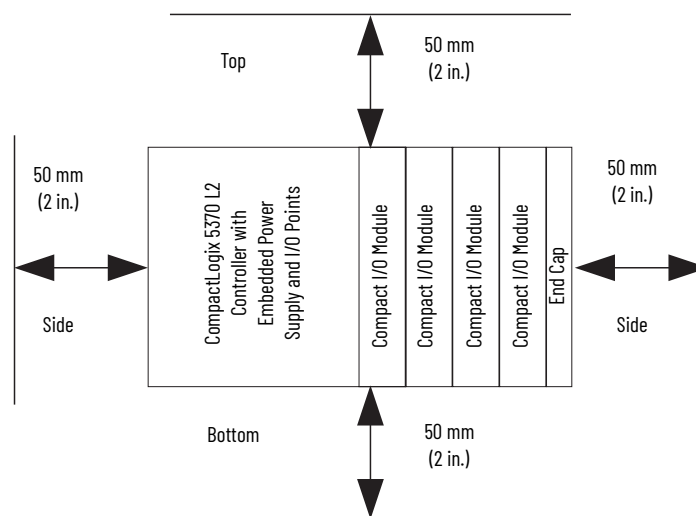 Top
50 mm
(2 in.)
50 mm
(2 in.)
Side
CompactLogix 5370 L2
Controller with
Embedded Power
Supply and I/O Points
Compact I/O Module
Compact I/O Module
Compact I/O Module
Compact I/O Module
End Cap
50 mm
(2 in.)
Side
Bottom
50 mm
(2 in.)